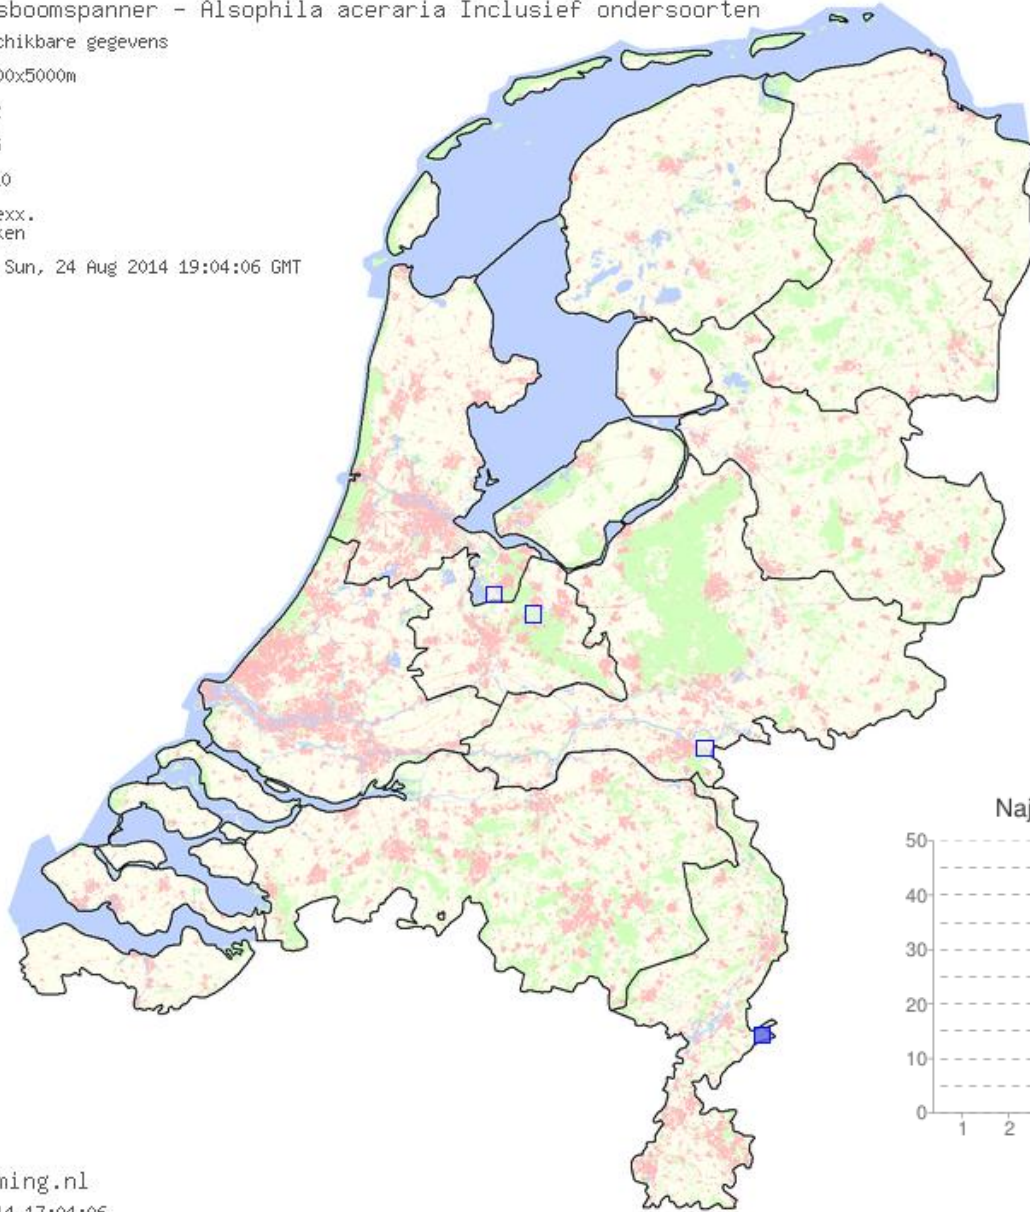 sboomspanner - Alsophila aceraria Inclusief ondersoorten
chikbare gegevens
00x5000m
0
exx.
ken
Sun, 24 Aug 2014 19:04:06 GMT
Naj
50
40
30
20
10
0
1 2
ming.nl